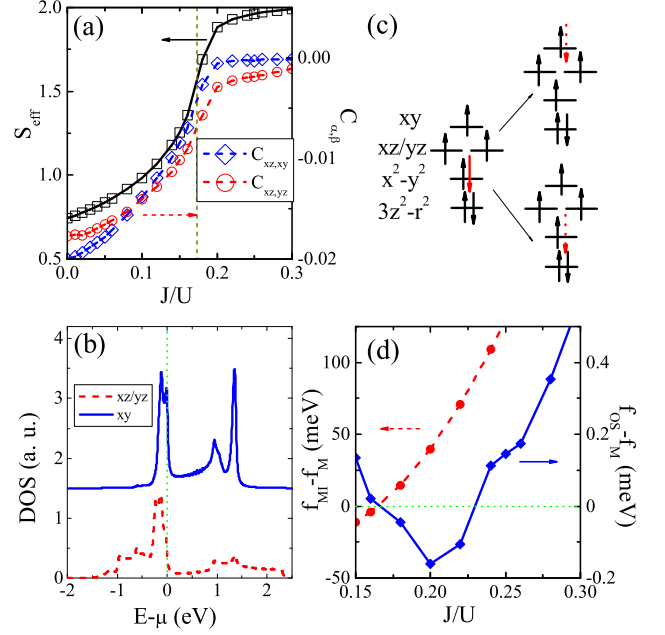 (a)
2.0
1.5
1.0
0.5
S_eff
0.00
-0.01
-0.02
C_α,β
C_xz,xy
C_xz,yz
0.0 0.1 0.2 0.3
J/U
(c)
xy
xz/yz
x²-y²
3z²-r²
(b)
4
3
2
1
0
DOS (a. u.)
xz/yz
xy
-2 -1 0 1 2
E-μ (eV)
(d)
100
50
0
-50
f_MI-f_M (meV)
0.4
0.2
0
-0.2
f_OS-f_M (meV)
0.15 0.20 0.25 0.30
J/U